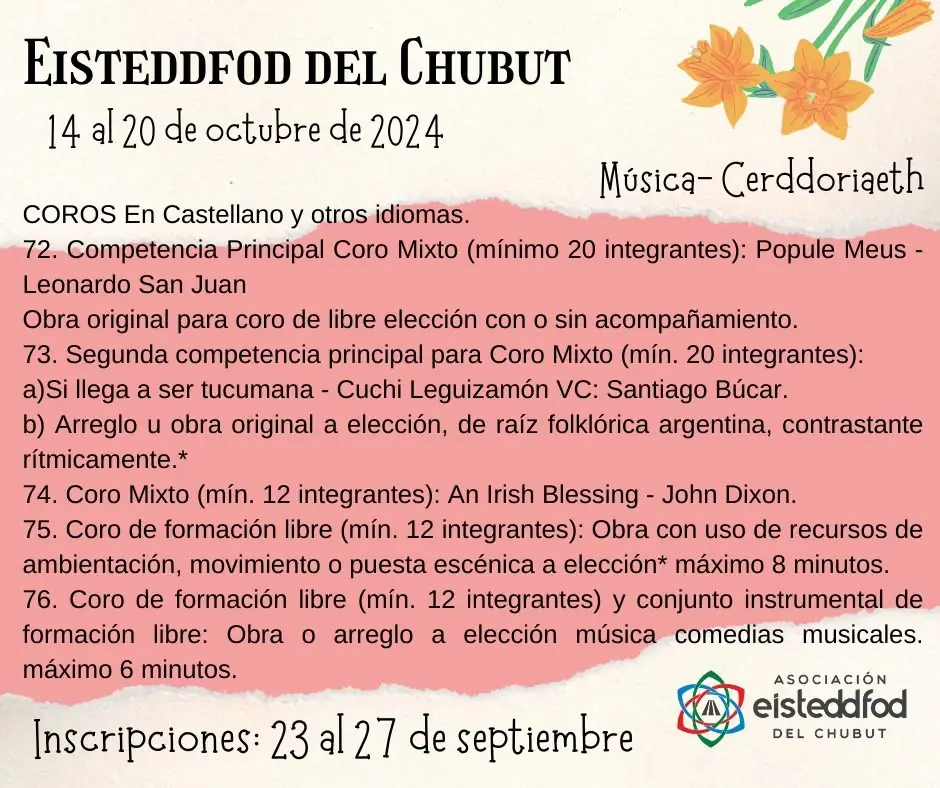 Eisteddfod del Chubut
14 al 20 de octubre de 2024
Música- Cerddoriaeth
COROS En Castellano y otros idiomas.
72. Competencia Principal Coro Mixto (mínimo 20 integrantes): Popule Meus -
Leonardo San Juan
Obra original para coro de libre elección con o sin acompañamiento.
73. Segunda competencia principal para Coro Mixto (mín. 20 integrantes):
a)Si llega a ser tucumana - Cuchi Leguizamón VC: Santiago Búcar.
b) Arreglo u obra original a elección, de raíz folklórica argentina, contrastante
rítmicamente.*
74. Coro Mixto (mín. 12 integrantes): An Irish Blessing - John Dixon.
75. Coro de formación libre (mín. 12 integrantes): Obra con uso de recursos de
ambientación, movimiento o puesta escénica a elección* máximo 8 minutos.
76. Coro de formación libre (mín. 12 integrantes) y conjunto instrumental de
formación libre: Obra o arreglo a elección música comedias musicales.
máximo 6 minutos.
Inscripciones: 23 al 27 de septiembre
ASOCIACIÓN
eisteddfod
DEL CHUBUT